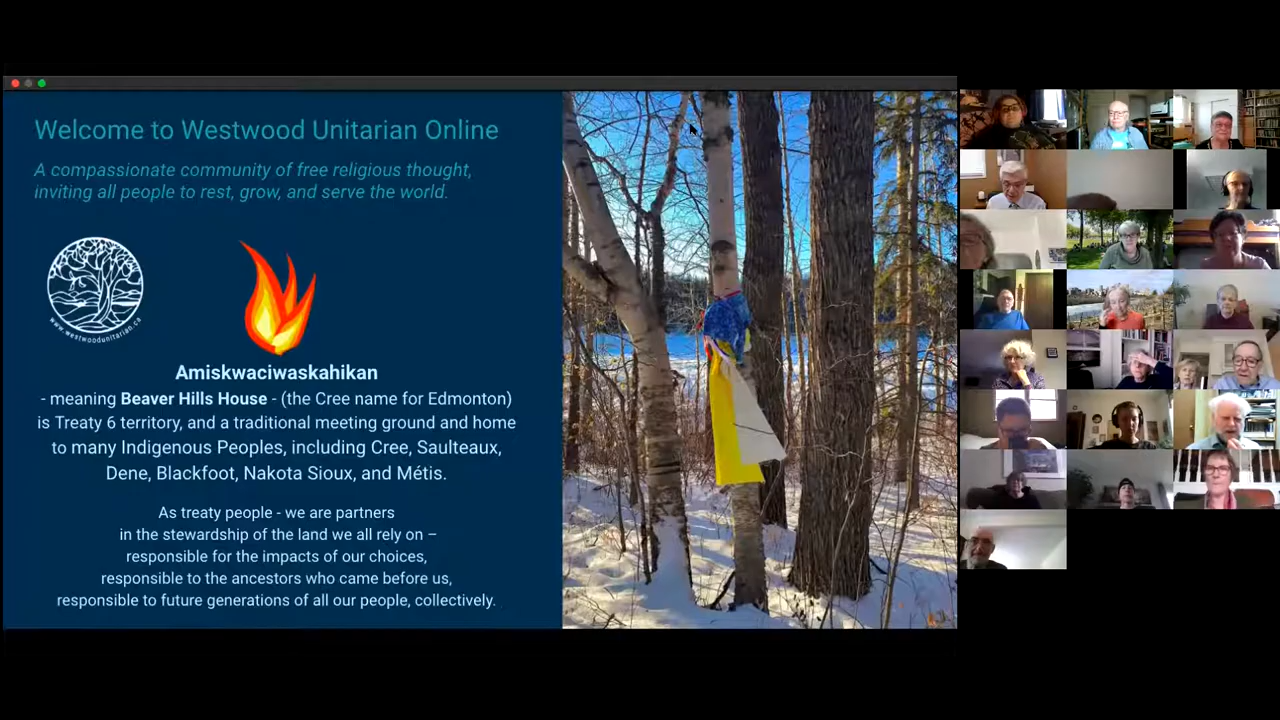 Welcome to Westwood Unitarian Online
A compassionate community of free religious thought,
inviting all people to rest, grow, and serve the world.
www.westwoodunitarian.ca
Amiskwaciwaskahikan
- meaning Beaver Hills House - (the Cree name for Edmonton)
is Treaty 6 territory, and a traditional meeting ground and home
to many Indigenous Peoples, including Cree, Saulteaux,
Dene, Blackfoot, Nakota Sioux, and Métis.
As treaty people - we are partners
in the stewardship of the land we all rely on –
responsible for the impacts of our choices,
responsible to the ancestors who came before us,
responsible to future generations of all our people, collectively.